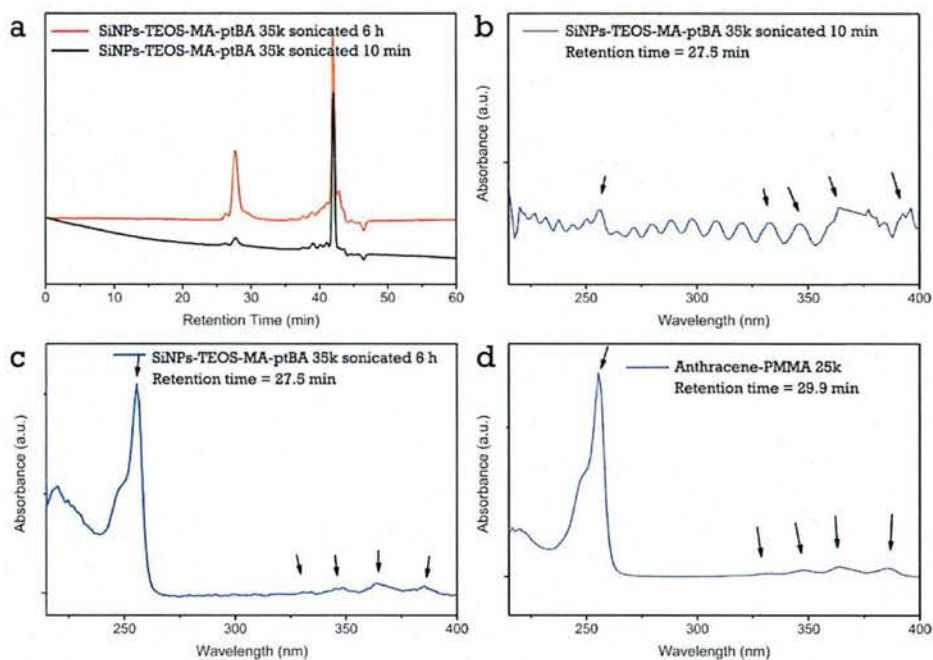 a
SiNPs-TEOS-MA-ptBA 35k sonicated 6 h
SiNPs-TEOS-MA-ptBA 35k sonicated 10 min
0 10 20 30 40 50 60
Retention Time (min)
b
SiNPs-TEOS-MA-ptBA 35k sonicated 10 min
Retention time = 27.5 min
Absorbance (a.u.)
250 300 350 400
Wavelength (nm)
c
SiNPs-TEOS-MA-ptBA 35k sonicated 6 h
Retention time = 27.5 min
Absorbance (a.u.)
250 300 350 400
Wavelength (nm)
d
Anthracene-PMMA 25k
Retention time = 29.9 min
Absorbance (a.u.)
250 300 350 400
Wavelength (nm)